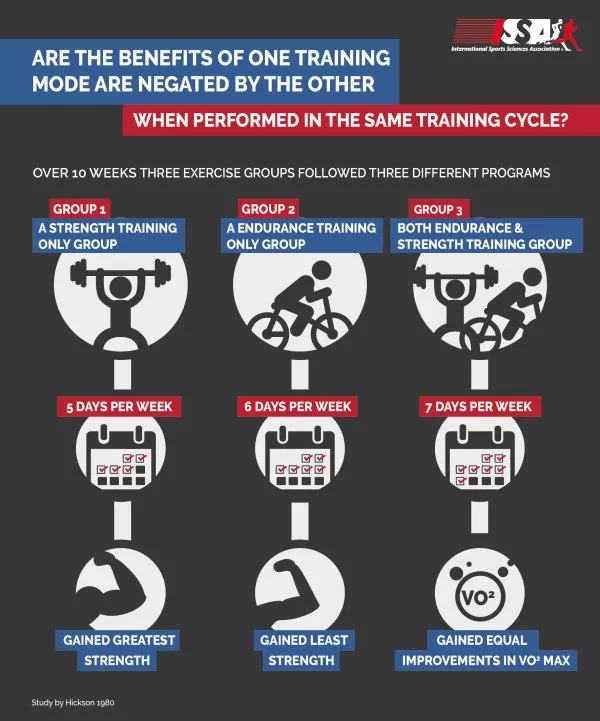 ISSA
International Sports Sciences Association
ARE THE BENEFITS OF ONE TRAINING
MODE ARE NEGATED BY THE OTHER
WHEN PERFORMED IN THE SAME TRAINING CYCLE?
OVER 10 WEEKS THREE EXERCISE GROUPS FOLLOWED THREE DIFFERENT PROGRAMS
GROUP 1
A STRENGTH TRAINING
ONLY GROUP
GROUP 2
A ENDURANCE TRAINING
ONLY GROUP
GROUP 3
BOTH ENDURANCE &
STRENGTH TRAINING GROUP
5 DAYS PER WEEK
6 DAYS PER WEEK
7 DAYS PER WEEK
VO²
GAINED GREATEST
STRENGTH
GAINED LEAST
STRENGTH
GAINED EQUAL
IMPROVEMENTS IN VO² MAX
Study by Hickson 1980